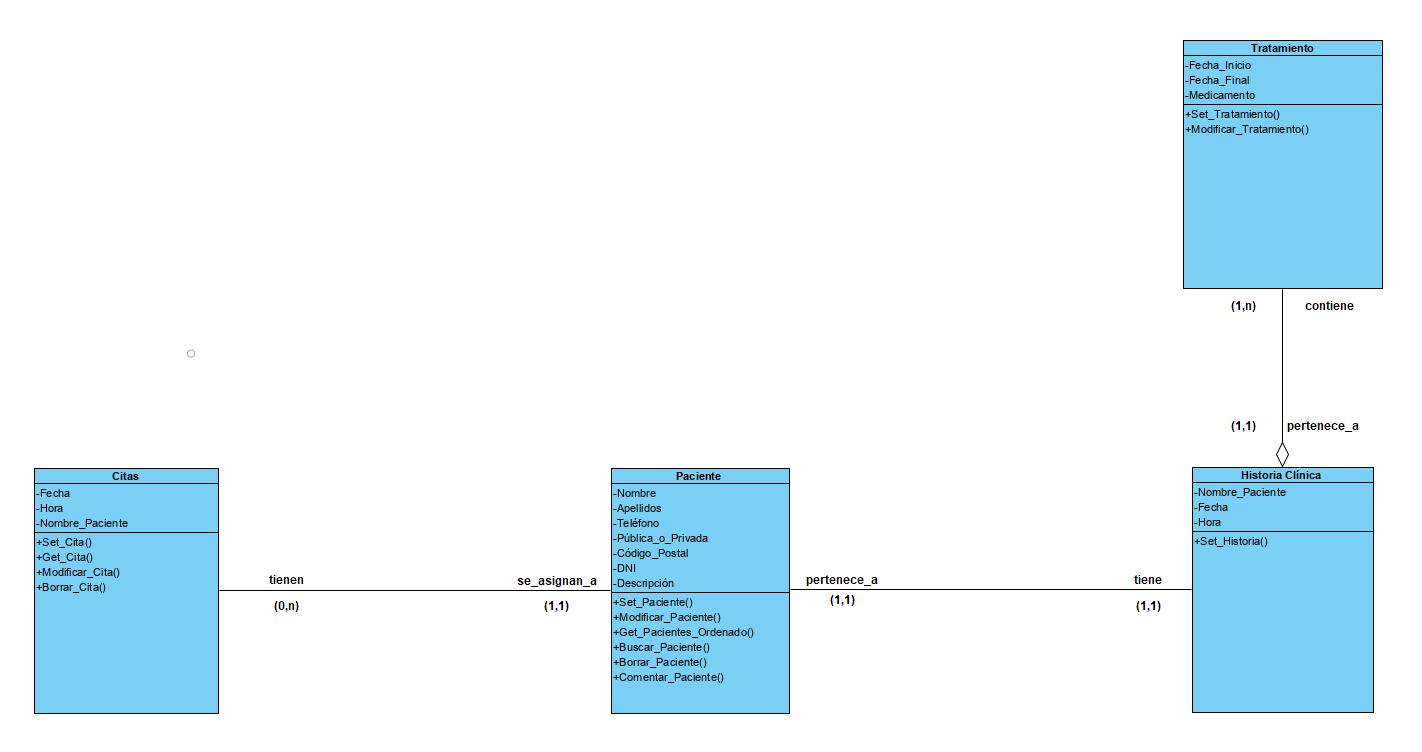 Tratamiento
-Fecha_Inicio
-Fecha_Final
-Medicamento
+Set_Tratamiento()
+Modificar_Tratamiento()
(1,n)
contiene
(1,1)
pertenece_a
Citas
-Fecha
-Hora
-Nombre_Paciente
+Set_Cita()
+Get_Cita()
+Modificar_Cita()
+Borrar_Cita()
tienen
(0,n)
se_asignan_a
(1,1)
Paciente
-Nombre
-Apellidos
-Teléfono
-Pública_o_Privada
-Código_Postal
-DNI
-Descripción
+Set_Paciente()
+Modificar_Paciente()
+Get_Pacientes_Ordenado()
+Buscar_Paciente()
+Borrar_Paciente()
+Comentar_Paciente()
pertenece_a
(1,1)
tiene
(1,1)
Historia Clínica
-Nombre_Paciente
-Fecha
-Hora
+Set_Historia()